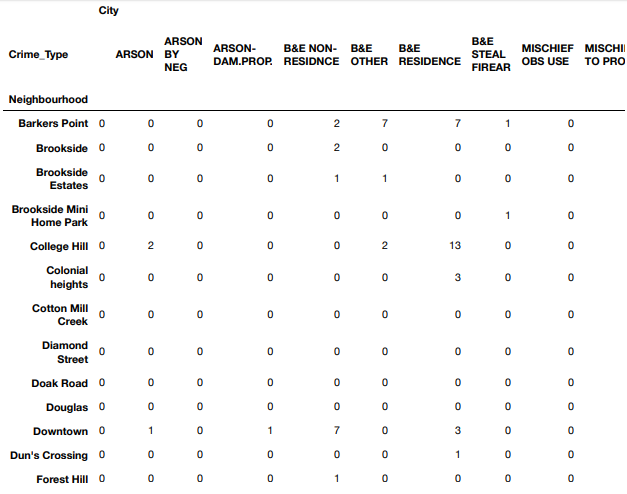 City
Crime_Type ARSON ARSON BY NEG ARSON-DAM.PROP. B&E NON-RESIDNCE B&E OTHER B&E RESIDENCE B&E STEAL FIREAR MISCHIEF OBS USE MISCHI TO PRO
Neighbourhood
Barkers Point 0 0 0 0 2 7 7 1 0
Brookside 0 0 0 0 2 0 0 0 0
Brookside Estates 0 0 0 0 1 1 0 0 0
Brookside Mini Home Park 0 0 0 0 0 0 0 1 0
College Hill 0 2 0 0 0 2 13 0 0
Colonial heights 0 0 0 0 0 0 3 0 0
Cotton Mill Creek 0 0 0 0 0 0 0 0 0
Diamond Street 0 0 0 0 0 0 0 0 0
Doak Road 0 0 0 0 0 0 0 0 0
Douglas 0 0 0 0 0 0 0 0 0
Downtown 0 1 0 1 7 0 3 0 0
Dun's Crossing 0 0 0 0 0 0 1 0 0
Forest Hill 0 0 0 0 1 0 0 0 0